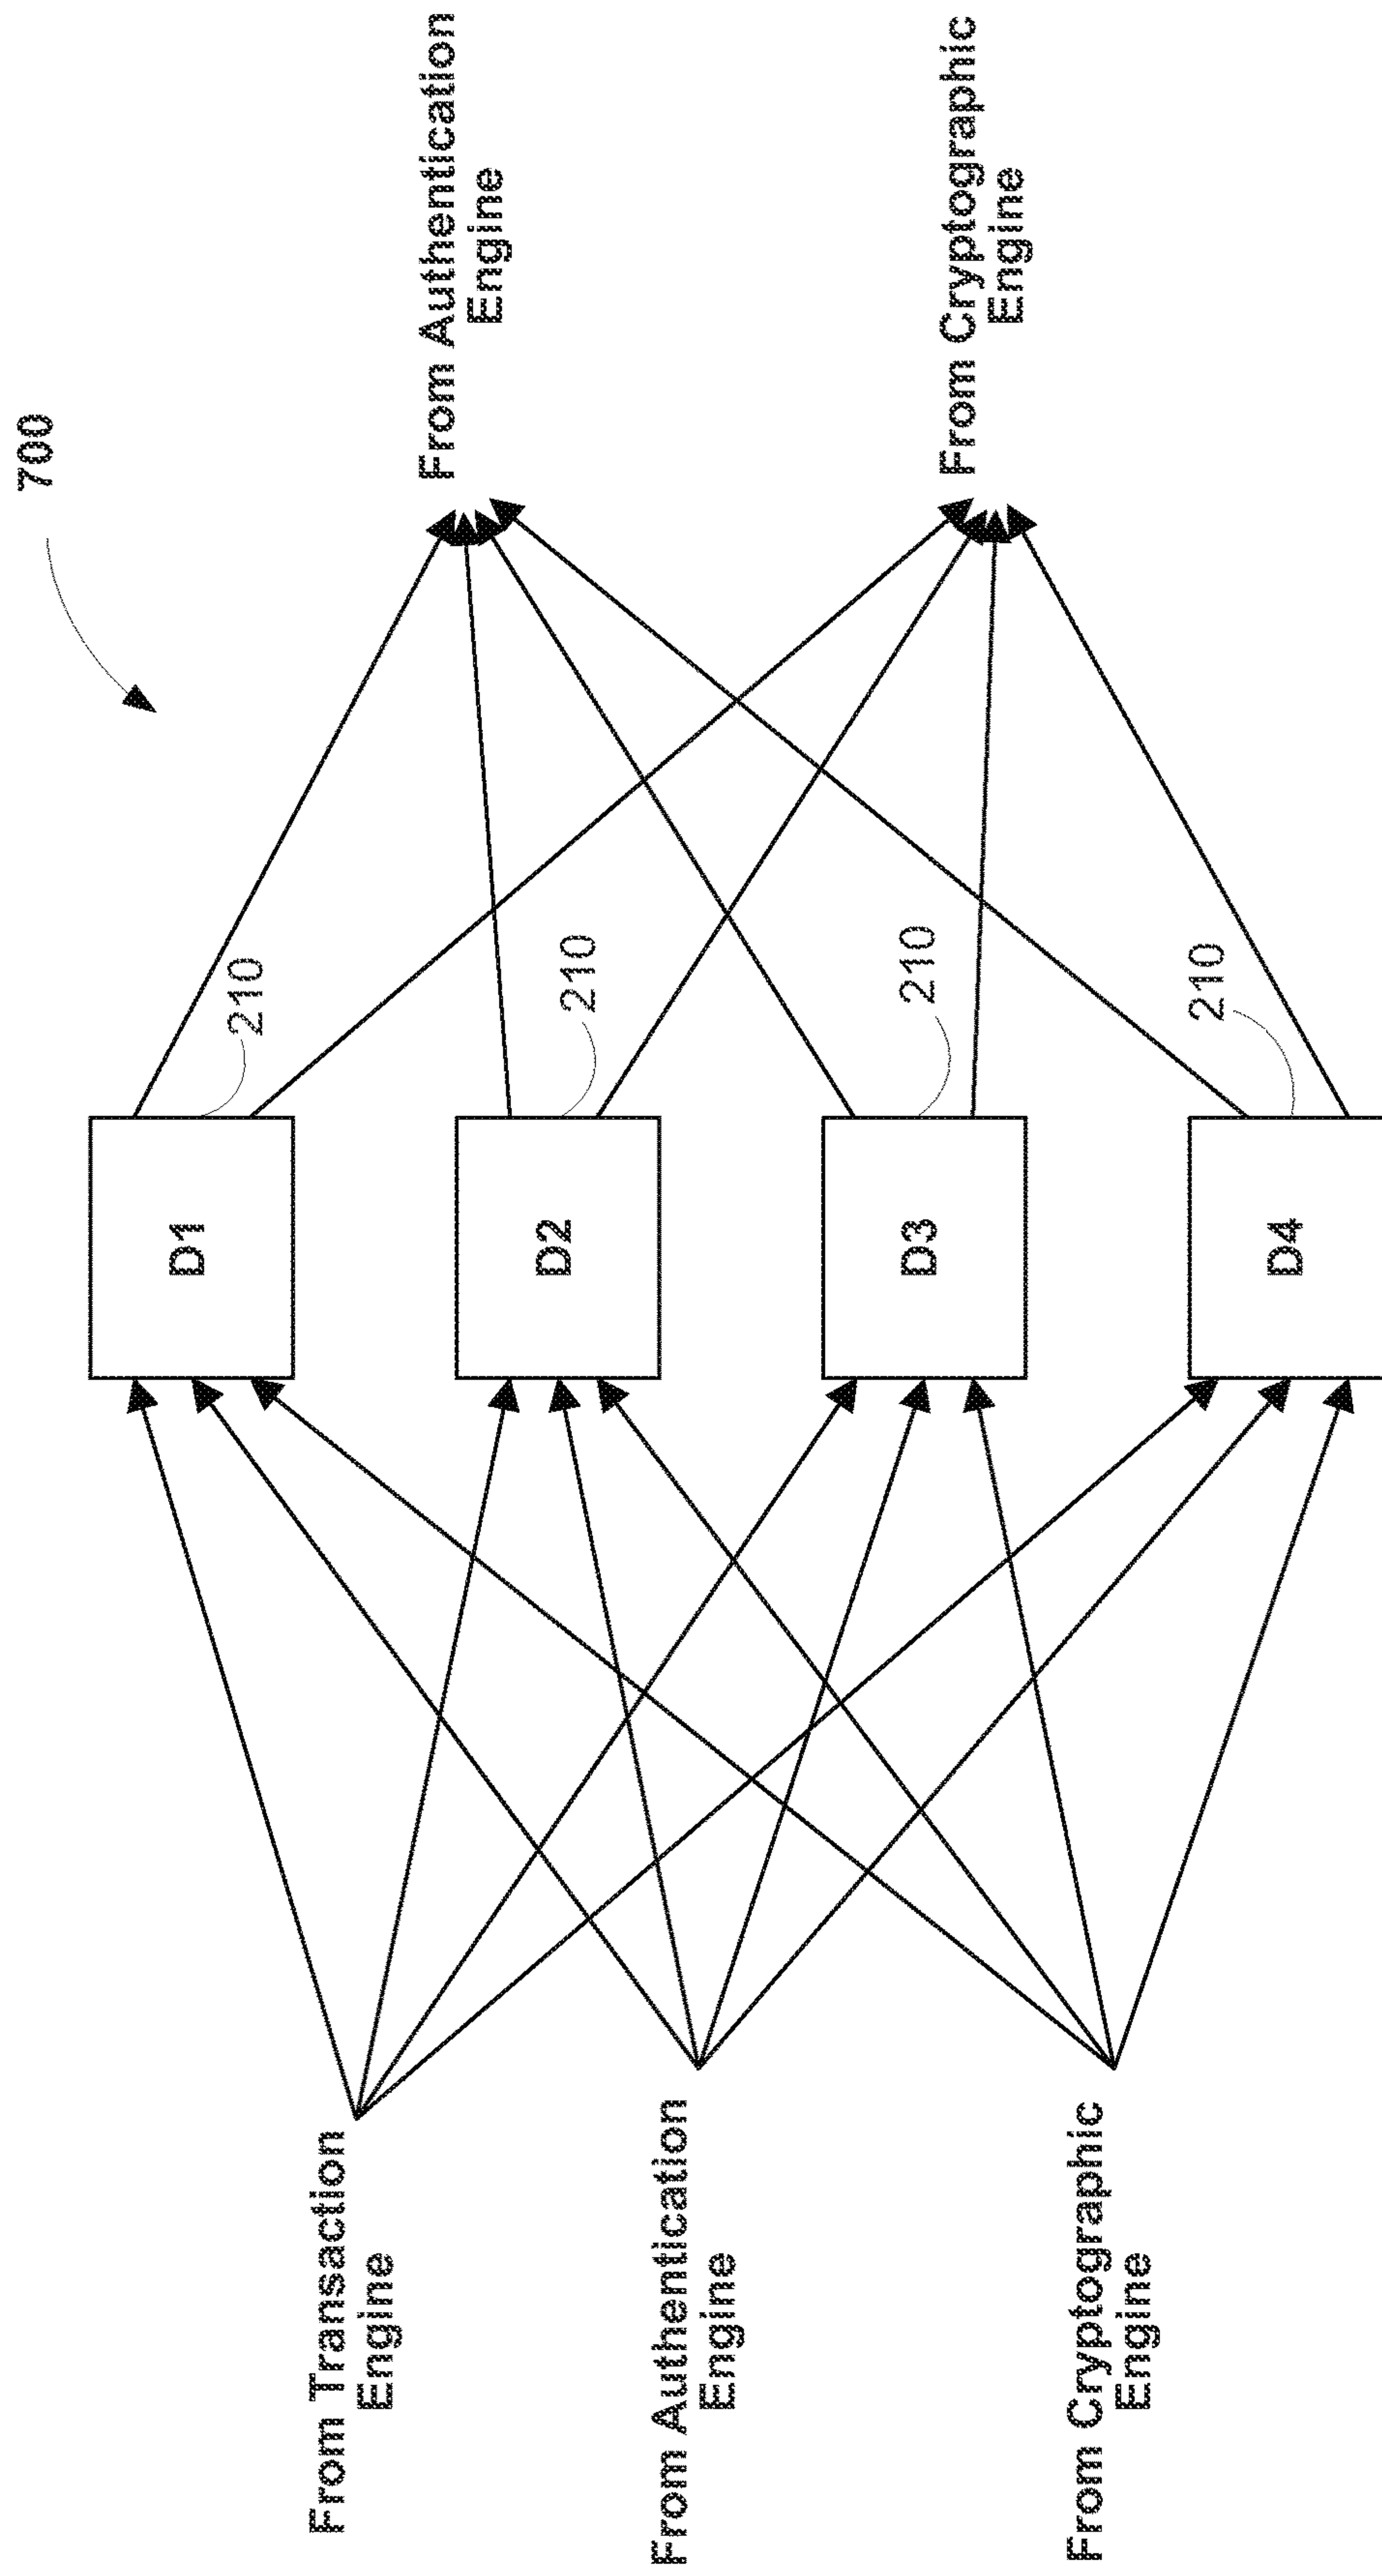 700
From Transaction
Engine
From Authentication
Engine
From Cryptographic
Engine
D1
210
D2
210
D3
210
D4
210
From Authentication
Engine
From Cryptographic
Engine